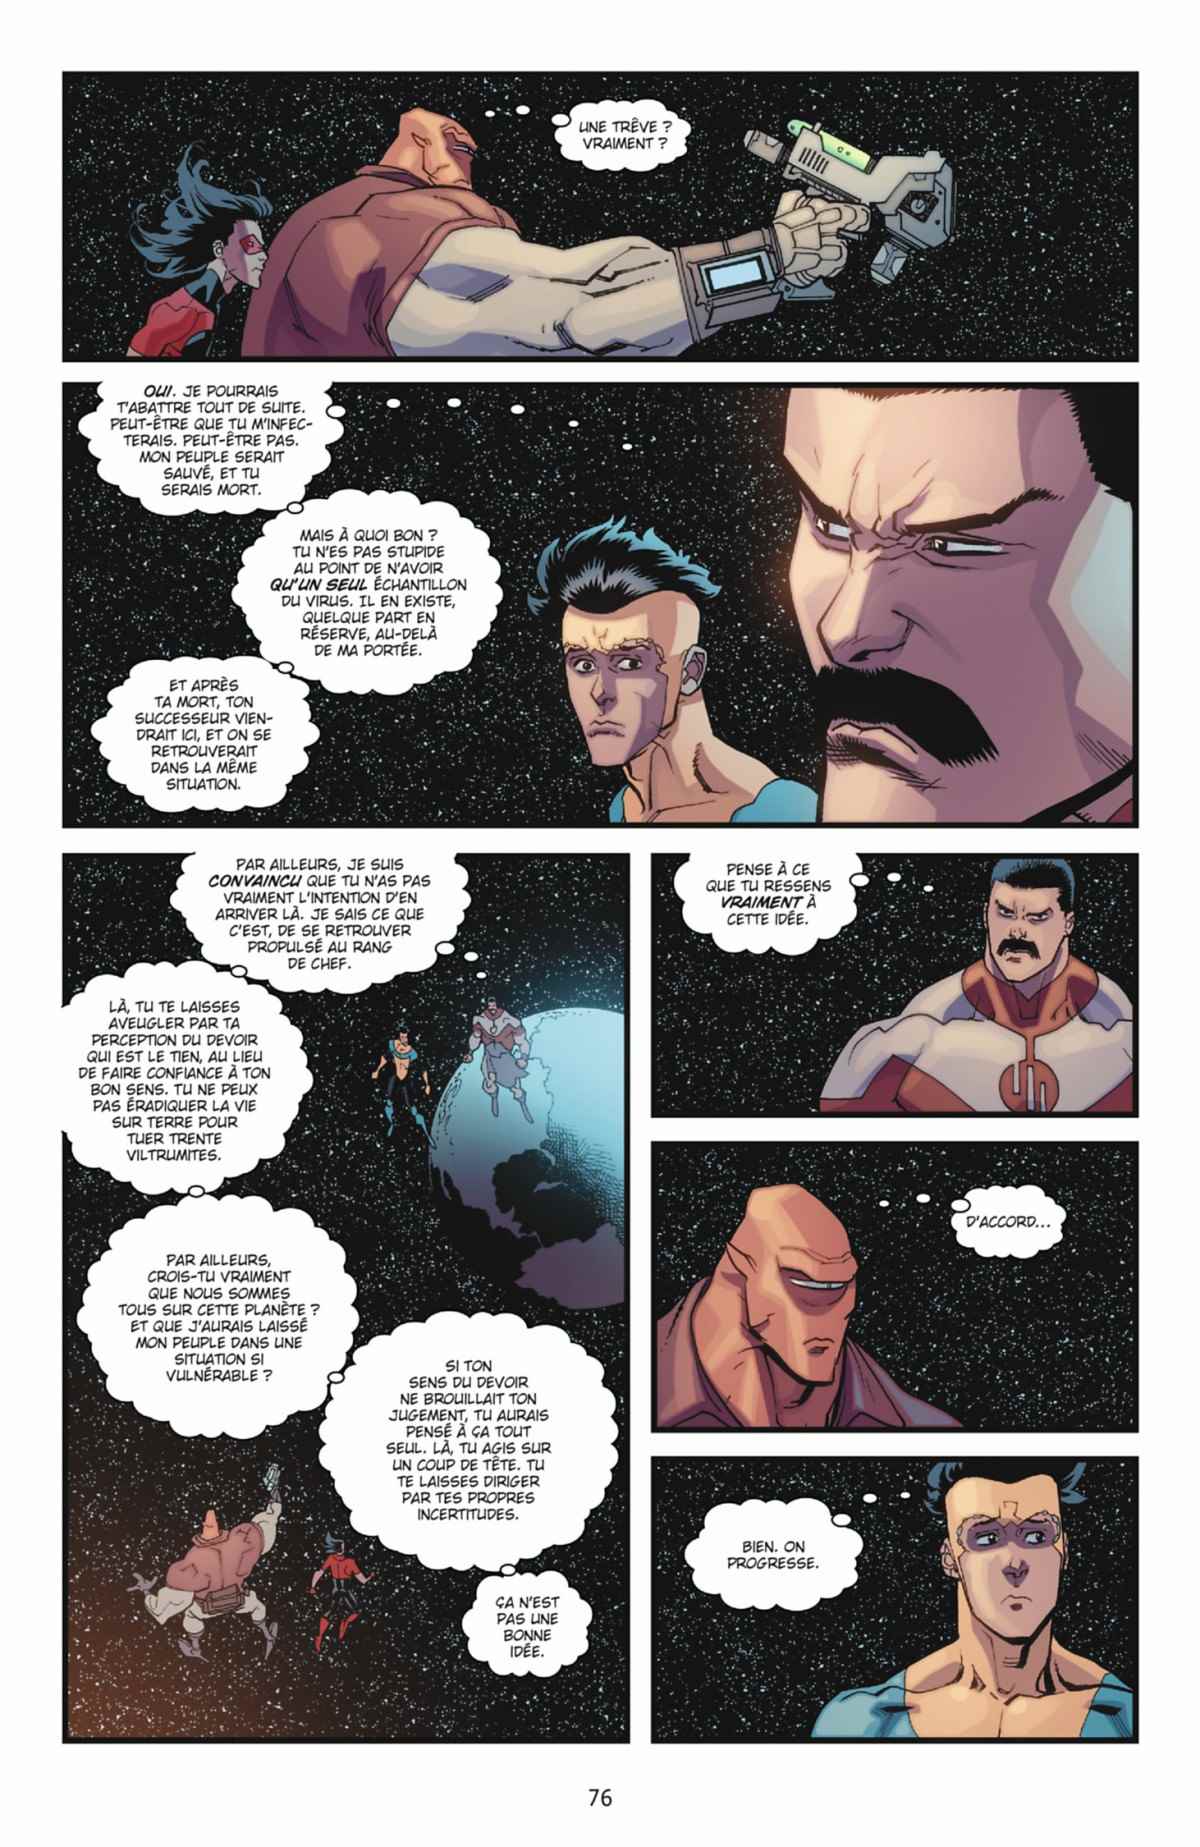 UNE TRÊVE ?
VRAIMENT ?
OUI. JE POURRAIS
T'ABATTRE TOUT DE SUITE.
PEUT-ÊTRE QUE TU M'INFEC-
TERAIS. PEUT-ÊTRE PAS.
MON PEUPLE SERAIT
SAUVÉ, ET TU
SERAIS MORT.
MAIS À QUOI BON ?
TU N'ES PAS STUPIDE
AU POINT DE N'AVOIR
QU'UN SEUL ÉCHANTILLON
DU VIRUS. IL EN EXISTE,
QUELQUE PART EN
RÉSERVE, AU-DELÀ
DE MA PORTÉE.
ET APRÈS
TA MORT, TON
SUCCESSEUR VIEN-
DRAIT ICI, ET ON SE
RETROUVERAIT
DANS LA MÊME
SITUATION.
PAR AILLEURS, JE SUIS
CONVAINCU QUE TU N'AS PAS
VRAIMENT L'INTENTION D'EN
ARRIVER LÀ. JE SAIS CE QUE
C'EST, DE SE RETROUVER
PROPULSÉ AU RANG
DE CHEF.
LÀ, TU TE LAISSES
AVEUGLER PAR TA
PERCEPTION DU DEVOIR
QUI EST LE TIEN, AU LIEU
DE FAIRE CONFIANCE À TON
BON SENS. TU NE PEUX
PAS ÉRADIQUER LA VIE
SUR TERRE POUR
TUER TRENTE
VILTRUMITES.
PAR AILLEURS,
CROIS-TU VRAIMENT
QUE NOUS SOMMES
TOUS SUR CETTE PLANÈTE ?
ET QUE J'AURAIS LAISSÉ
MON PEUPLE DANS UNE
SITUATION SI
VULNÉRABLE ?
SI TON
SENS DU DEVOIR
NE BROUILLAIT TON
JUGEMENT, TU AURAIS
PENSÉ À ÇA TOUT
SEUL. LÀ, TU AGIS SUR
UN COUP DE TÊTE. TU
TE LAISSES DIRIGER
PAR TES PROPRES
INCERTITUDES.
ÇA N'EST
PAS UNE
BONNE
IDÉE.
PENSE À CE
QUE TU RESSENS
VRAIMENT À
CETTE IDÉE.
D'ACCORD...
BIEN. ON
PROGRESSE.
76